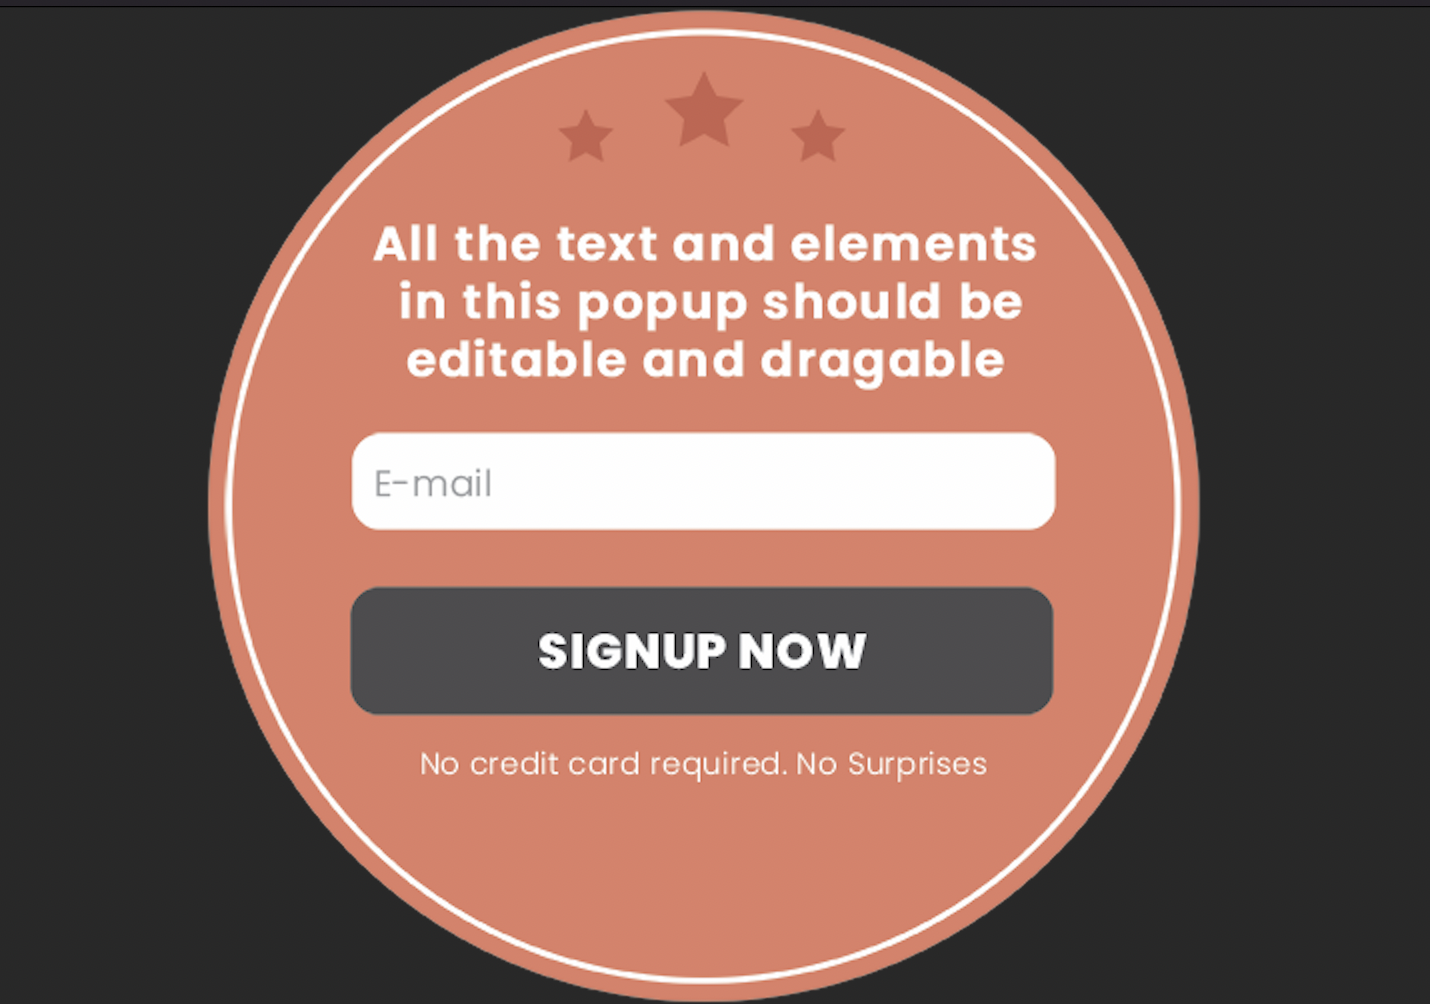 All the text and elements
in this popup should be
editable and dragable
E-mail
SIGNUP NOW
No credit card required. No Surprises